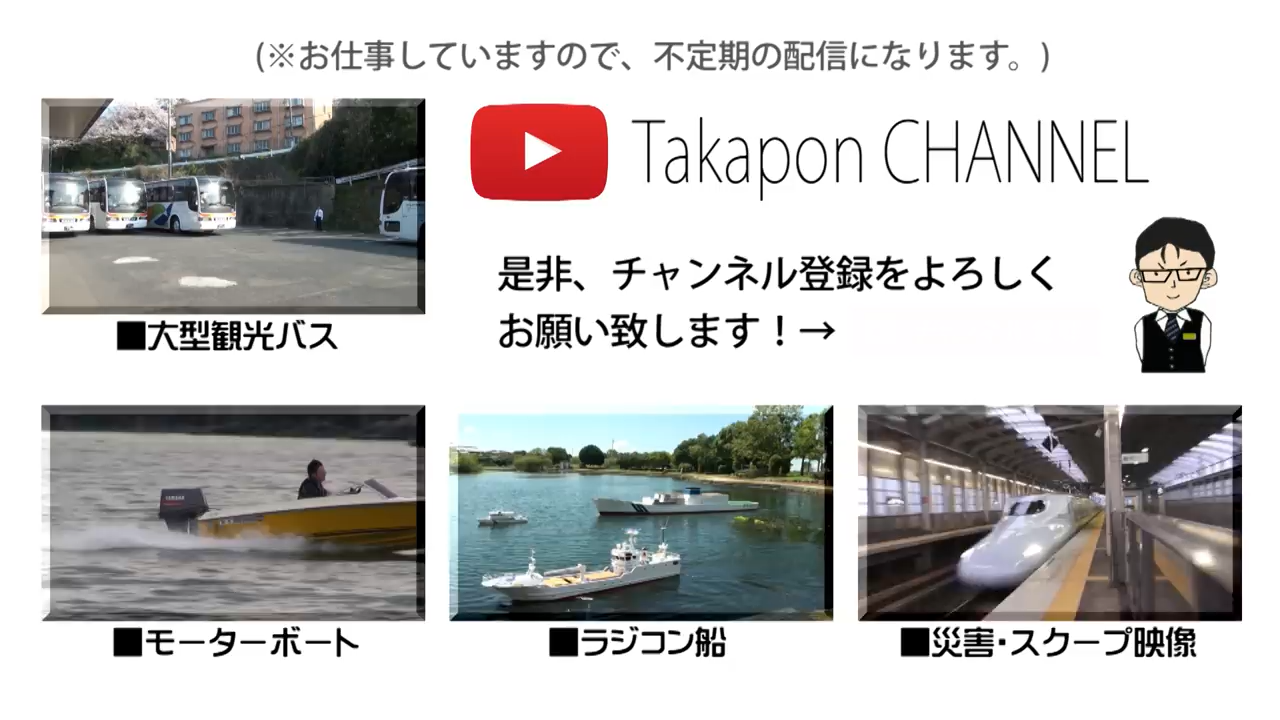 (※お仕事していますので、不定期の配信になります。)
Takapon CHANNEL
是非、チャンネル登録をよろしく
お願い致します！→
■大型観光バス
YAMAHA
■モーターボート
■ラジコン船
■災害・スクープ映像